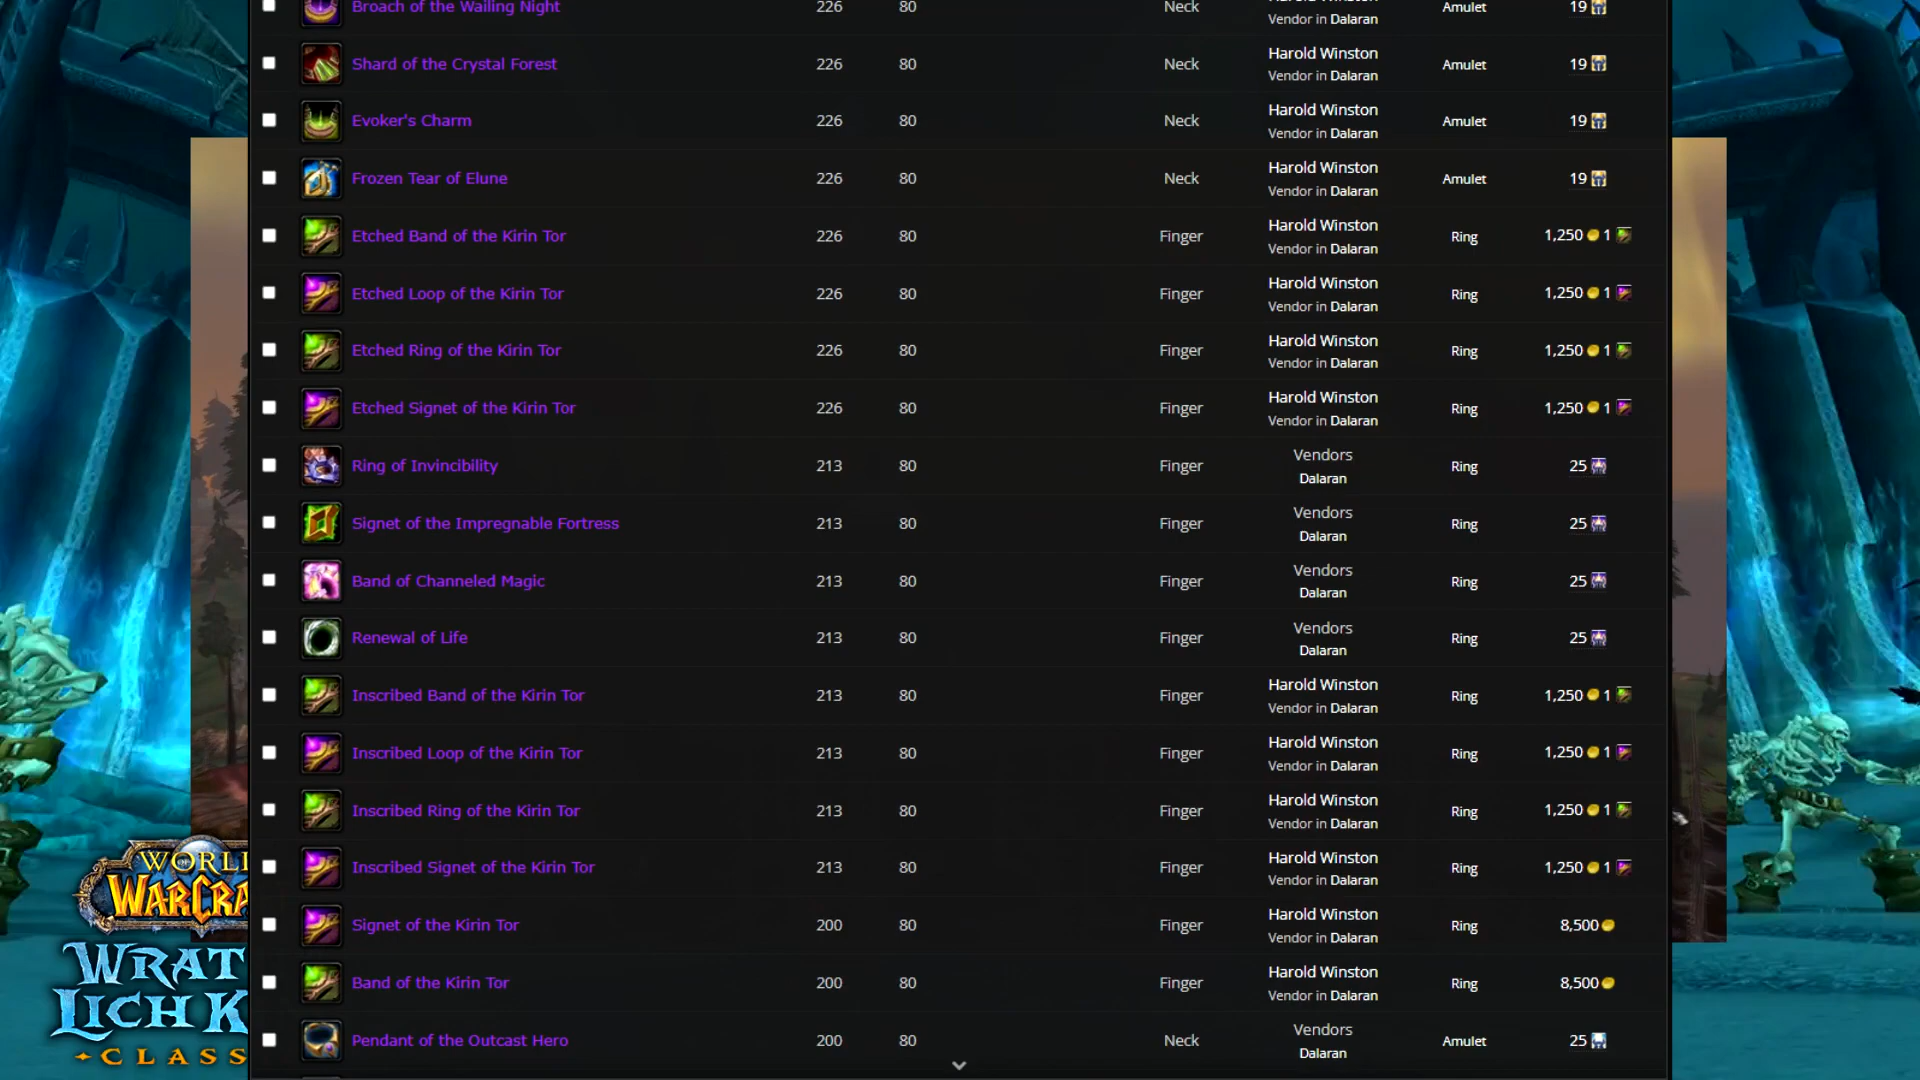 Broach of the Wailing Night 226 80 Neck Vendor in Dalaran Amulet 19
Shard of the Crystal Forest 226 80 Neck Harold Winston Vendor in Dalaran Amulet 19
Evoker's Charm 226 80 Neck Harold Winston Vendor in Dalaran Amulet 19
Frozen Tear of Elune 226 80 Neck Harold Winston Vendor in Dalaran Amulet 19
Etched Band of the Kirin Tor 226 80 Finger Harold Winston Vendor in Dalaran Ring 1,250 1
Etched Loop of the Kirin Tor 226 80 Finger Harold Winston Vendor in Dalaran Ring 1,250 1
Etched Ring of the Kirin Tor 226 80 Finger Harold Winston Vendor in Dalaran Ring 1,250 1
Etched Signet of the Kirin Tor 226 80 Finger Harold Winston Vendor in Dalaran Ring 1,250 1
Ring of Invincibility 213 80 Finger Vendors Dalaran Ring 25
Signet of the Impregnable Fortress 213 80 Finger Vendors Dalaran Ring 25
Band of Channeled Magic 213 80 Finger Vendors Dalaran Ring 25
Renewal of Life 213 80 Finger Vendors Dalaran Ring 25
Inscribed Band of the Kirin Tor 213 80 Finger Harold Winston Vendor in Dalaran Ring 1,250 1
Inscribed Loop of the Kirin Tor 213 80 Finger Harold Winston Vendor in Dalaran Ring 1,250 1
Inscribed Ring of the Kirin Tor 213 80 Finger Harold Winston Vendor in Dalaran Ring 1,250 1
Inscribed Signet of the Kirin Tor 213 80 Finger Harold Winston Vendor in Dalaran Ring 1,250 1
Signet of the Kirin Tor 200 80 Finger Harold Winston Vendor in Dalaran Ring 8,500
Band of the Kirin Tor 200 80 Finger Harold Winston Vendor in Dalaran Ring 8,500
Pendant of the Outcast Hero 200 80 Neck Vendors Dalaran Amulet 25
WORL
OF
WARCRA
WRAT
LICH K
CLASS